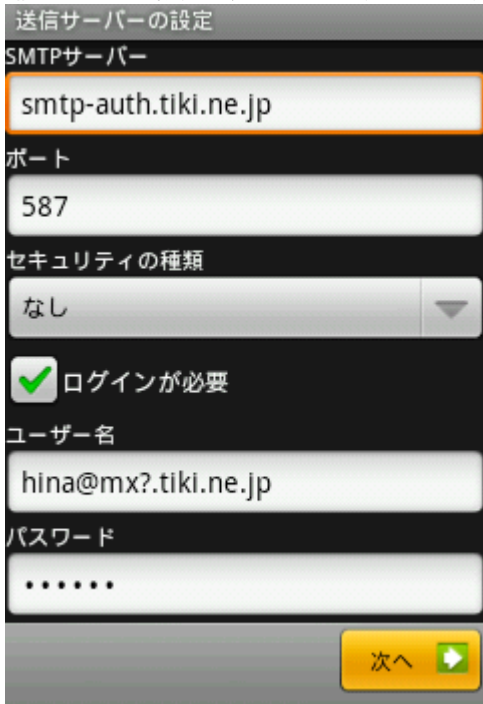 送信サーバーの設定
SMTPサーバー
smtp-auth.tiki.ne.jp
ポート
587
セキュリティの種類
なし
ログインが必要
ユーザー名
hina@mx?.tiki.ne.jp
パスワード
••••••
次へ